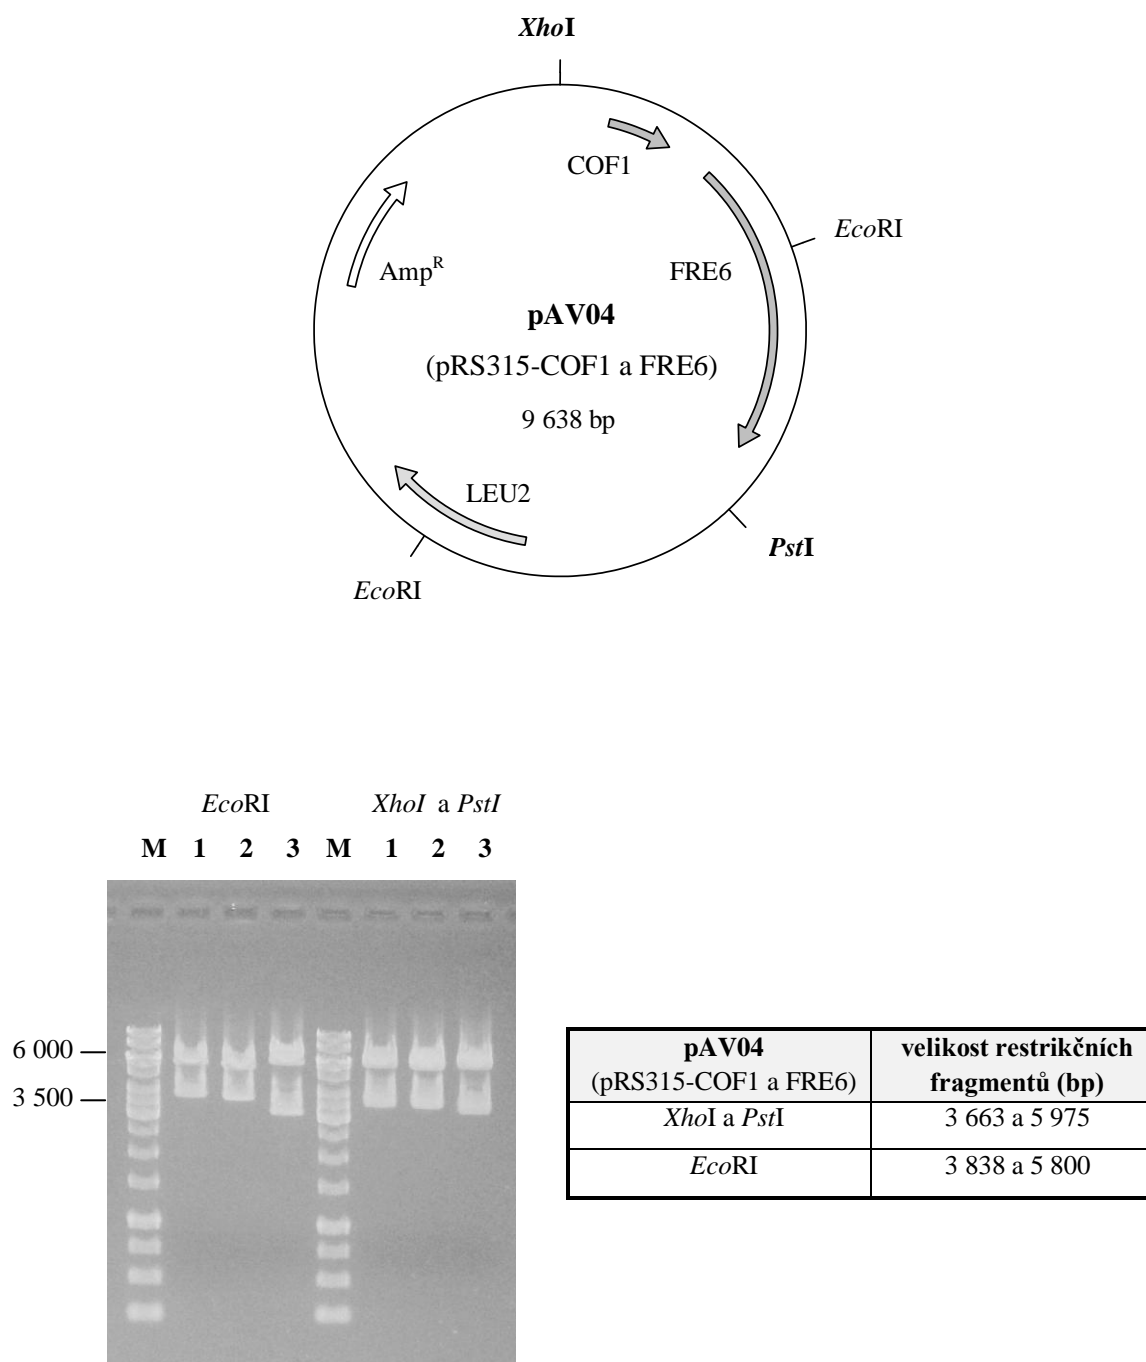 XhoI
COF1
EcoRI
FRE6
Amp^R
pAV04
(pRS315-COF1 a FRE6)
9 638 bp
LEU2
PstI
EcoRI
EcoRI XhoI a PstI
M 1 2 3 M 1 2 3
6 000
3 500
pAV04 velikost restrikčních
(pRS315-COF1 a FRE6) fragmentů (bp)
XhoI a PstI 3 663 a 5 975
EcoRI 3 838 a 5 800